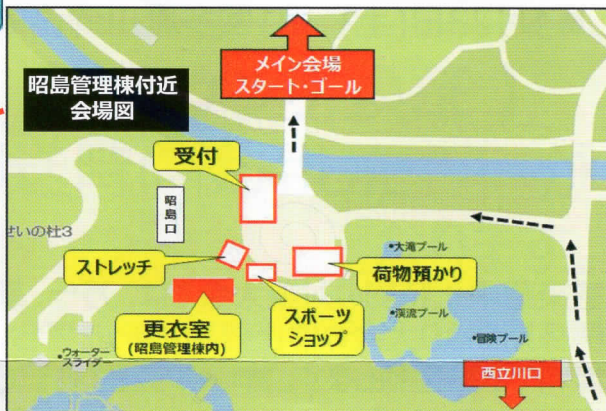 メイン会場
スタート・ゴール
昭島管理棟付近
会場図
受付
昭島口
せいの杜3
ストレッチ
•大滝プール
荷物預かり
更衣室
(昭島管理棟内)
スポーツ
ショップ
•渓流プール
•冒険プール
•ウォーター
スライダー
西立川口